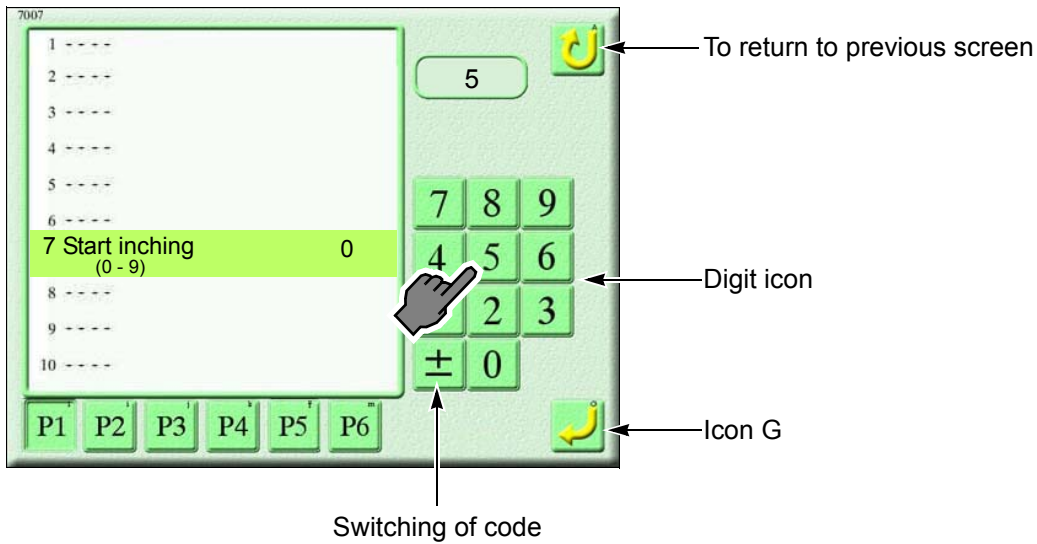 7007
1 ----
2 ----
3 ----
4 ----
5 ----
6 ----
7 Start inching 0
(0 - 9)
8 ----
9 ----
10 ----
5
To return to previous screen
7 8 9
4 5 6
2 3
± 0
Digit icon
P1 P2 P3 P4 P5 P6
Icon G
Switching of code